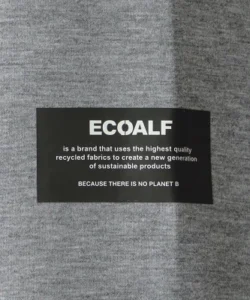 ECOALF
is a brand that uses the highest quality
recycled fabrics to create a new generation
of sustainable products
BECAUSE THERE IS NO PLANET B